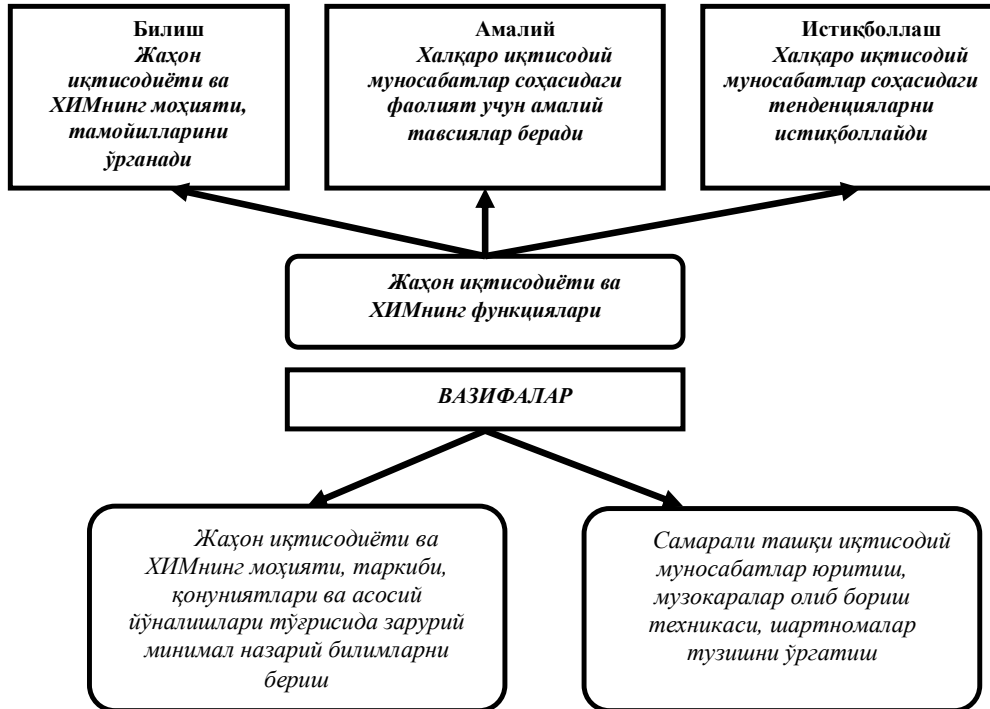 Билиш
Жаҳон
иқтисодиёти ва
ХИМнинг моҳияти,
тамойилларини
ўрганади
Амалий
Халқаро иқтисодий
муносабатлар соҳасидаги
фаолият учун амалий
тавсиялар беради
Истиқболлаш
Халқаро иқтисодий
муносабатлар соҳасидаги
тенденцияларни
истиқболлайди
Жаҳон иқтисодиёти ва
ХИМнинг функциялари
ВАЗИФАЛАР
Жаҳон иқтисодиёти ва
ХИМнинг моҳияти, таркиби,
қонуниятлари ва асосий
йўналишлари тўғрисида зарурий
минимал назарий билимларни
бериш
Самарали ташқи иқтисодий
муносабатлар юритиш,
музокаралар олиб бориш
техникаси, шартномалар
тузишни ўргатиш